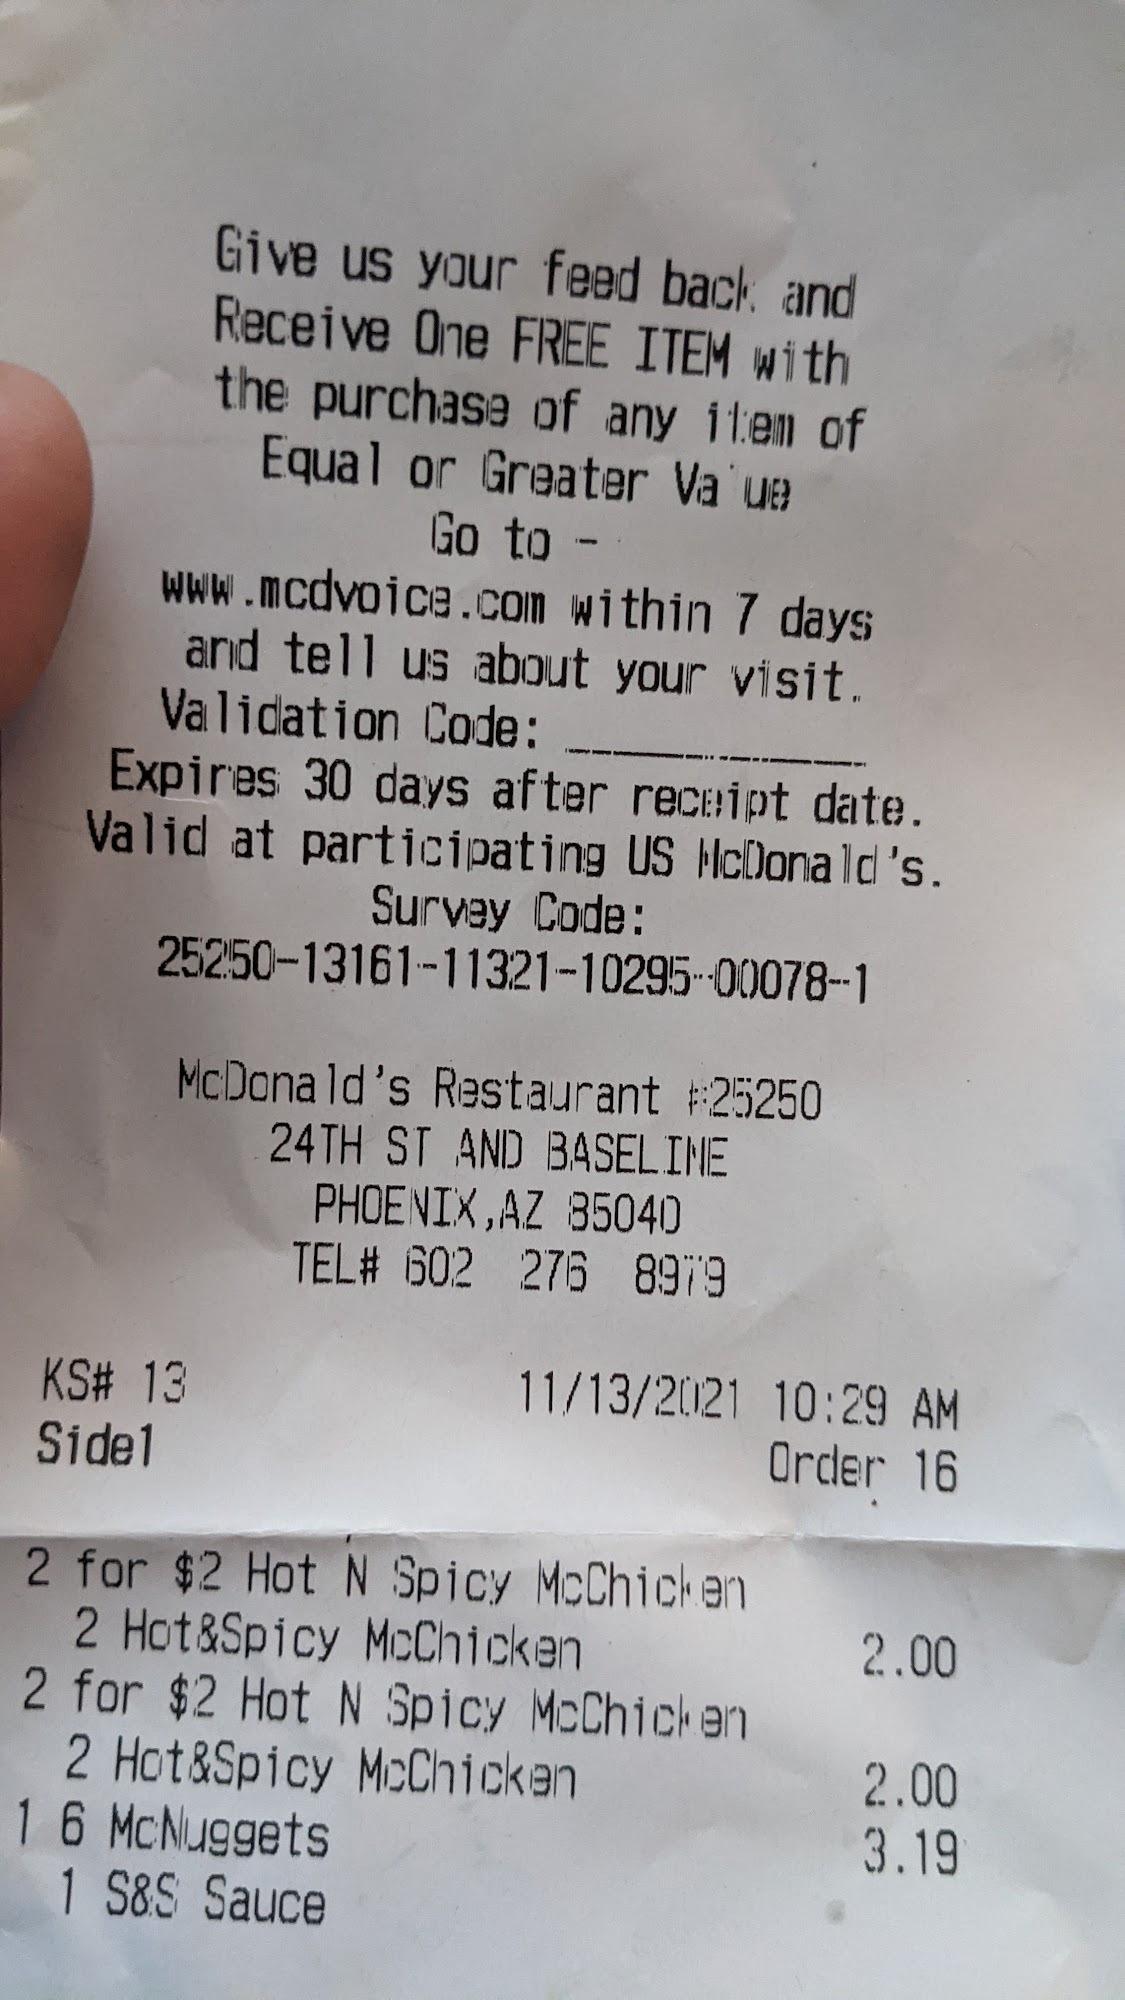 Give us your feed back and
Receive One FREE ITEM with
the purchase of any item of
Equal or Greater Value
Go to -
www.mcdvoice.com within 7 days
and tell us about your visit.
Validation Code: ____________
Expires 30 days after receipt date.
Valid at participating US McDonald's.
Survey Code:
25250-13161-11321-10295-00078-1
McDonald's Restaurant #25250
24TH ST AND BASELINE
PHOENIX,AZ 85040
TEL# 602 276 8979
KS# 13 11/13/2021 10:29 AM
Side1 Order 16
2 for $2 Hot N Spicy McChicken
2 Hot&Spicy McChicken 2.00
2 for $2 Hot N Spicy McChicken
2 Hot&Spicy McChicken 2.00
1 6 McNuggets 3.19
1 S&S Sauce